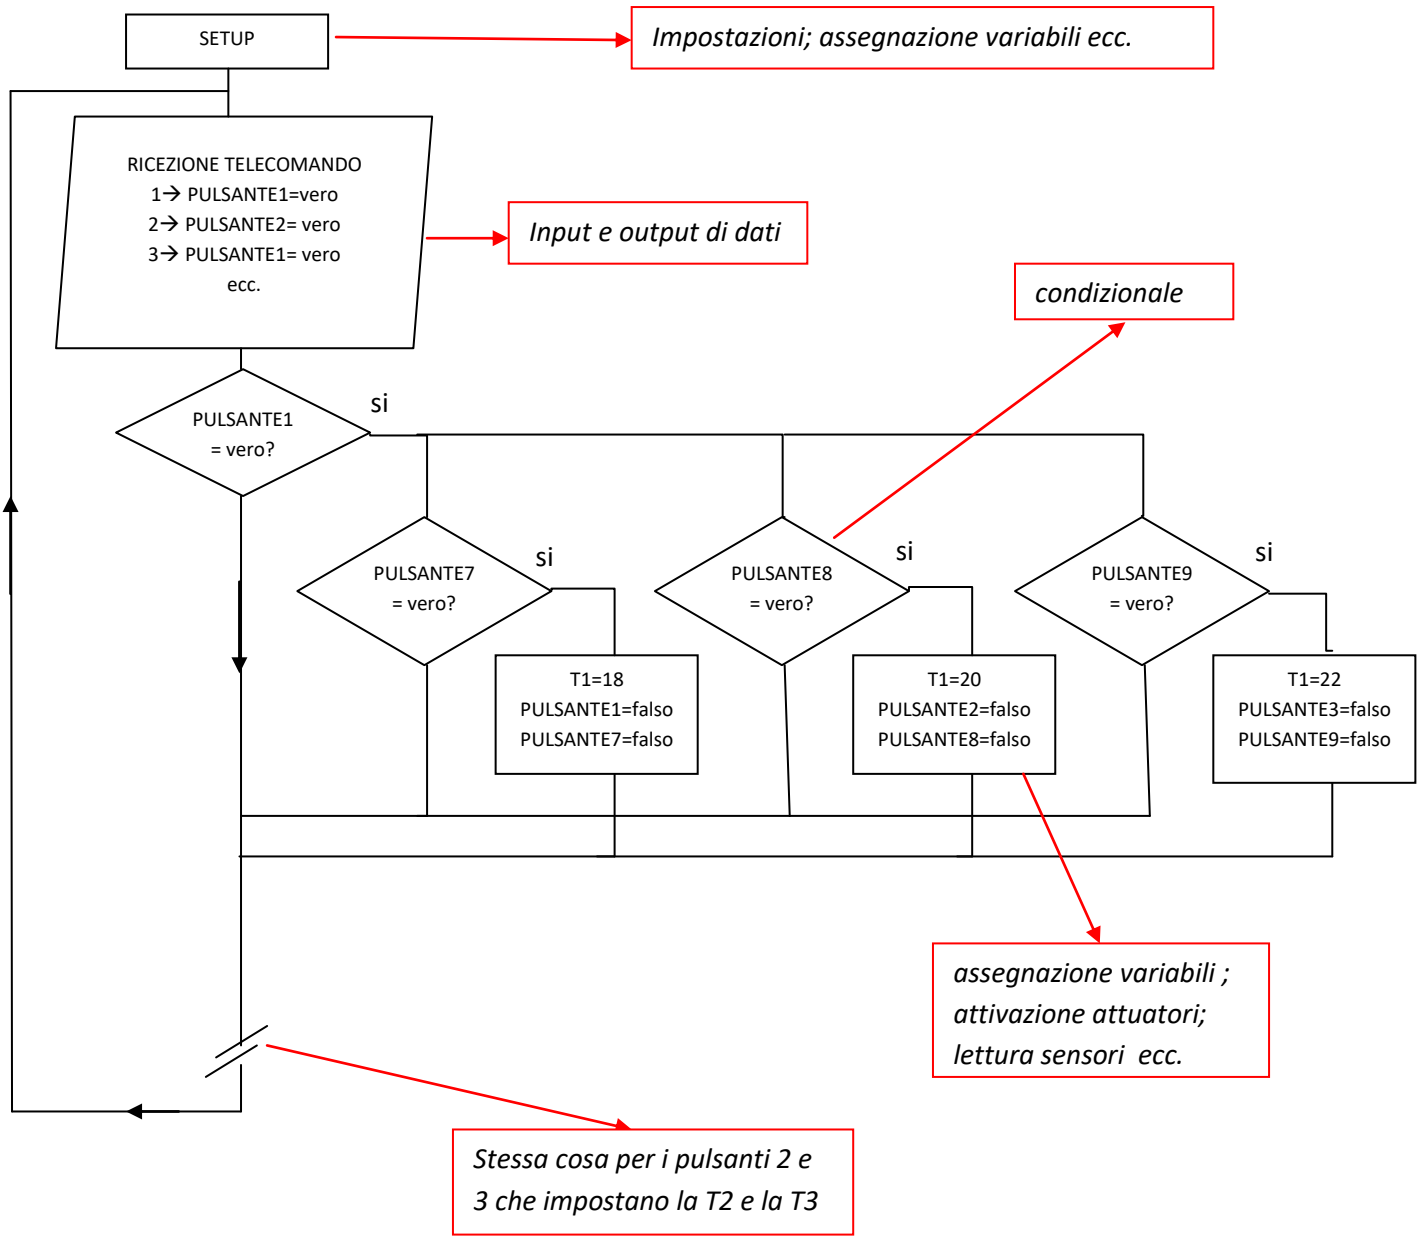 SETUP
Impostazioni; assegnazione variabili ecc.
RICEZIONE TELECOMANDO
1→ PULSANTE1=vero
2→ PULSANTE2= vero
3→ PULSANTE1= vero
ecc.
Input e output di dati
condizionale
PULSANTE1
= vero?
si
PULSANTE7
= vero?
si
PULSANTE8
= vero?
si
PULSANTE9
= vero?
si
T1=18
PULSANTE1=falso
PULSANTE7=falso
T1=20
PULSANTE2=falso
PULSANTE8=falso
T1=22
PULSANTE3=falso
PULSANTE9=falso
assegnazione variabili ;
attivazione attuatori;
lettura sensori ecc.
Stessa cosa per i pulsanti 2 e
3 che impostano la T2 e la T3